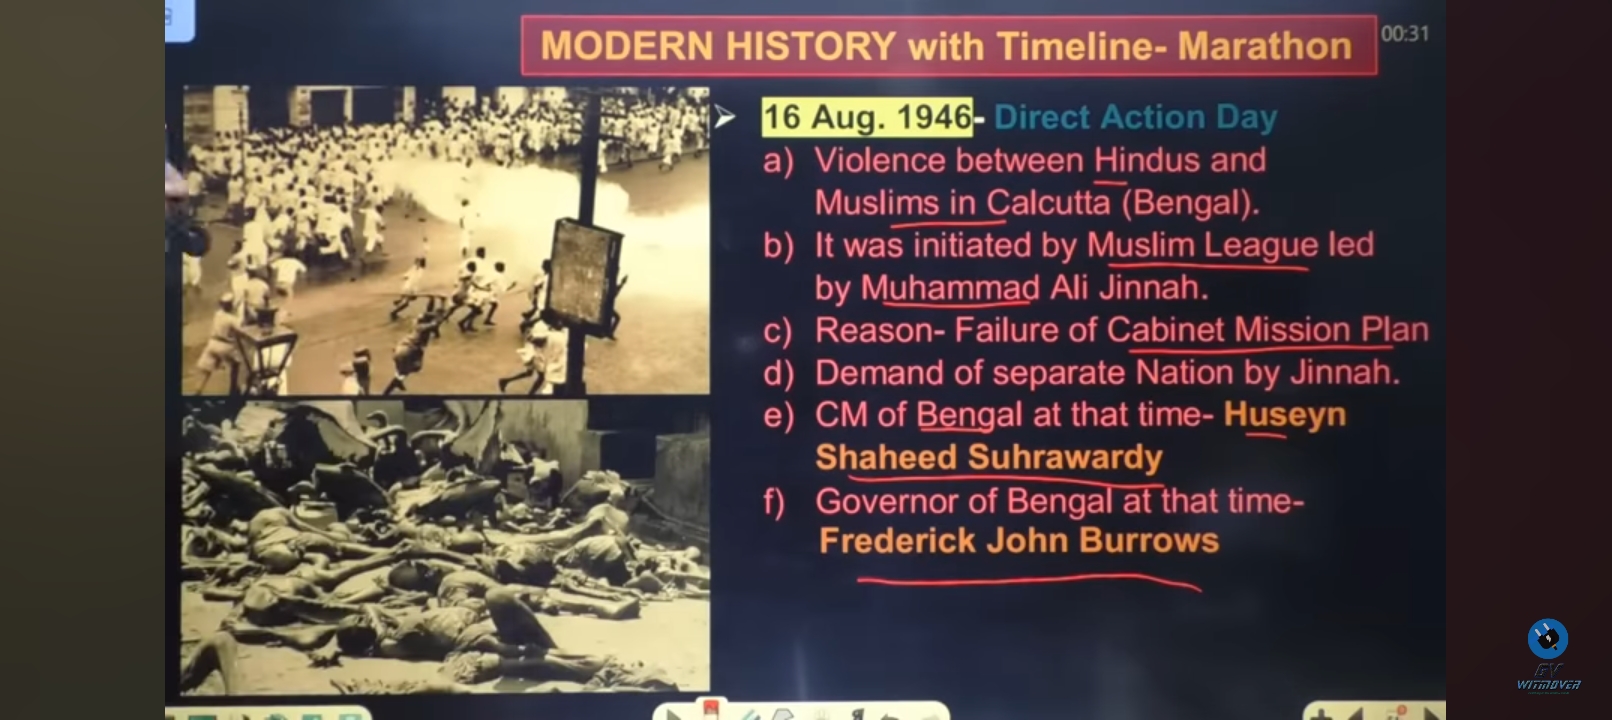 MODERN HISTORY with Timeline- Marathon
00:31
16 Aug. 1946- Direct Action Day
a) Violence between Hindus and
Muslims in Calcutta (Bengal).
b) It was initiated by Muslim League led
by Muhammad Ali Jinnah.
c) Reason- Failure of Cabinet Mission Plan
d) Demand of separate Nation by Jinnah.
e) CM of Bengal at that time- Huseyn
Shaheed Suhrawardy
f) Governor of Bengal at that time-
Frederick John Burrows